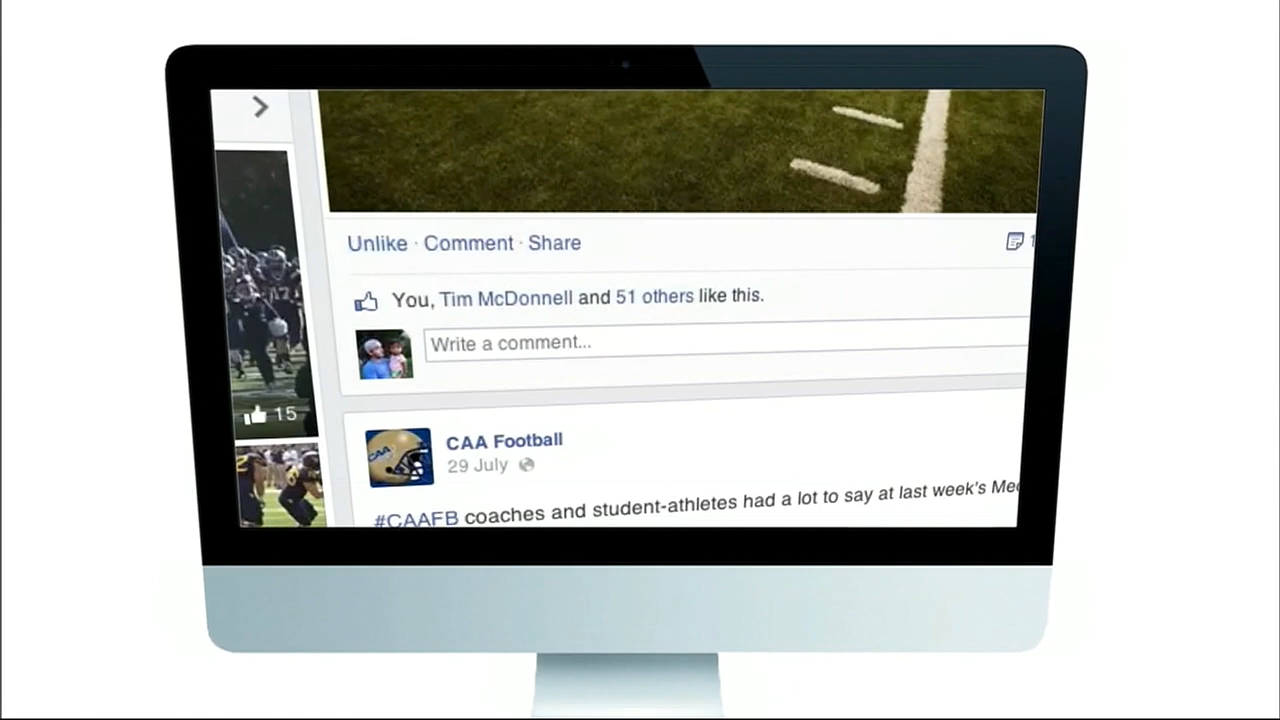 Unlike · Comment · Share
You, Tim McDonnell and 51 others like this.
Write a comment...
15
CAA
CAA Football
29 July
#CAAFB coaches and student-athletes had a lot to say at last week's